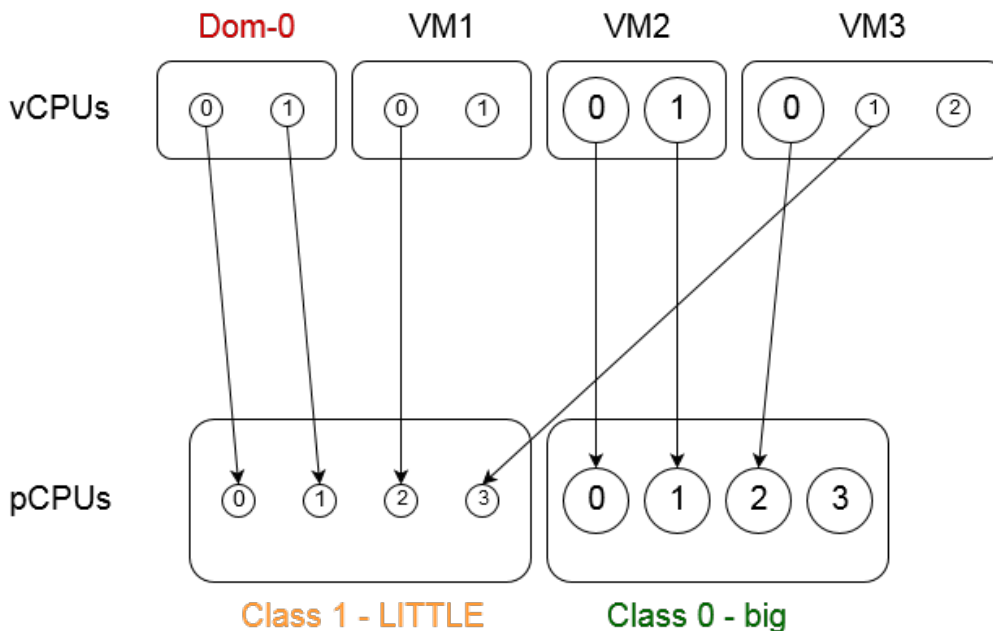 Dom-0 VM1 VM2 VM3
vCPUs 0 1 0 1 0 1 0 1 2
pCPUs 0 1 2 3 0 1 2 3
Class 1 - LITTLE Class 0 - big